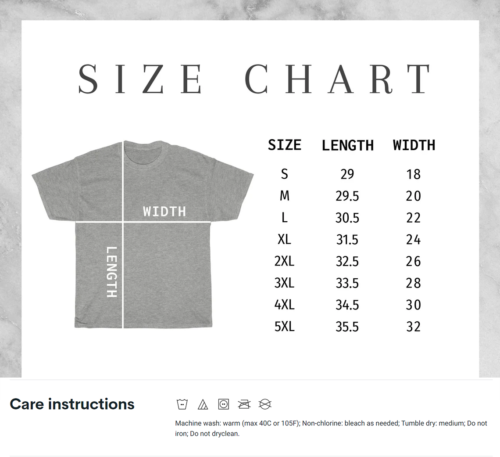 SIZE CHART
SIZE LENGTH WIDTH
S 29 18
M 29.5 20
L 30.5 22
XL 31.5 24
2XL 32.5 26
3XL 33.5 28
4XL 34.5 30
5XL 35.5 32
WIDTH
LENGTH
Care instructions
Machine wash: warm (max 40C or 105F); Non-chlorine: bleach as needed; Tumble dry: medium; Do not
iron; Do not dryclean.